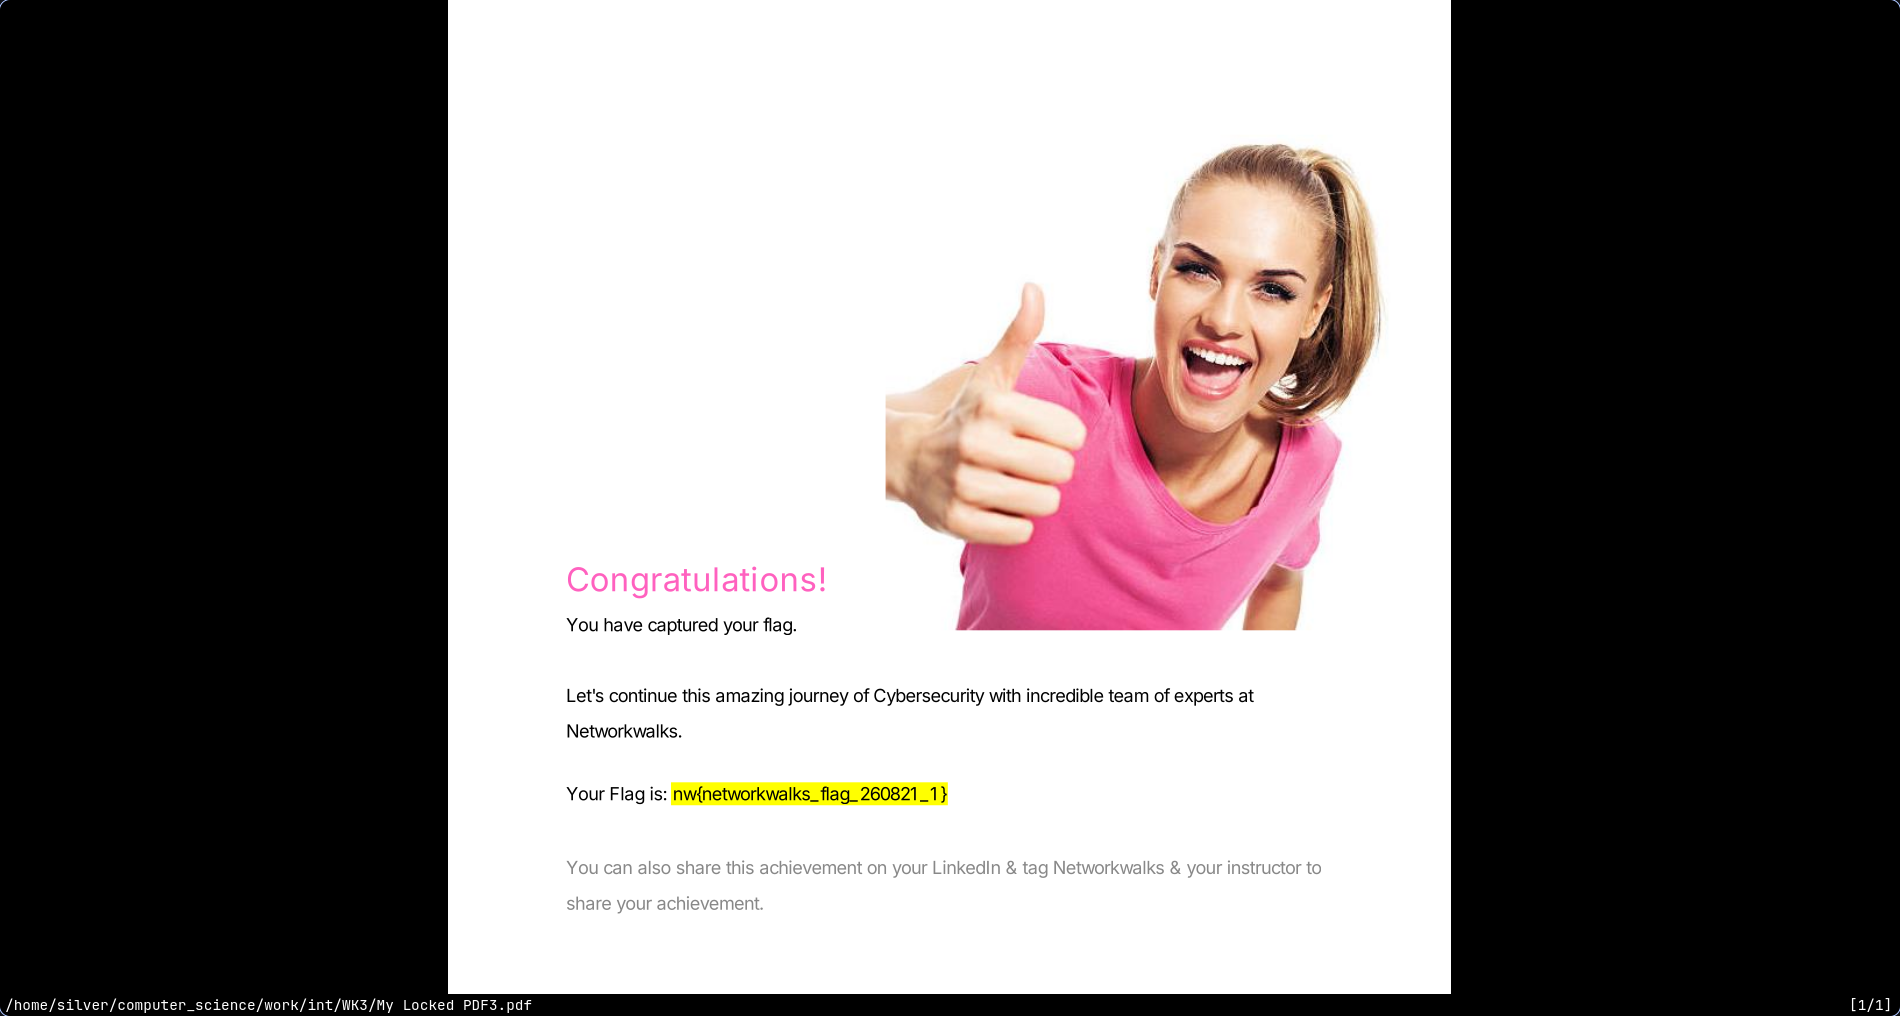 Congratulations!
You have captured your flag.
Let's continue this amazing journey of Cybersecurity with incredible team of experts at
Networkwalks.
Your Flag is: nw{networkwalks_flag_260821_1}
You can also share this achievement on your LinkedIn & tag Networkwalks & your instructor to
share your achievement.
/home/silver/computer_science/work/int/WK3/My Locked PDF3.pdf [1/1]